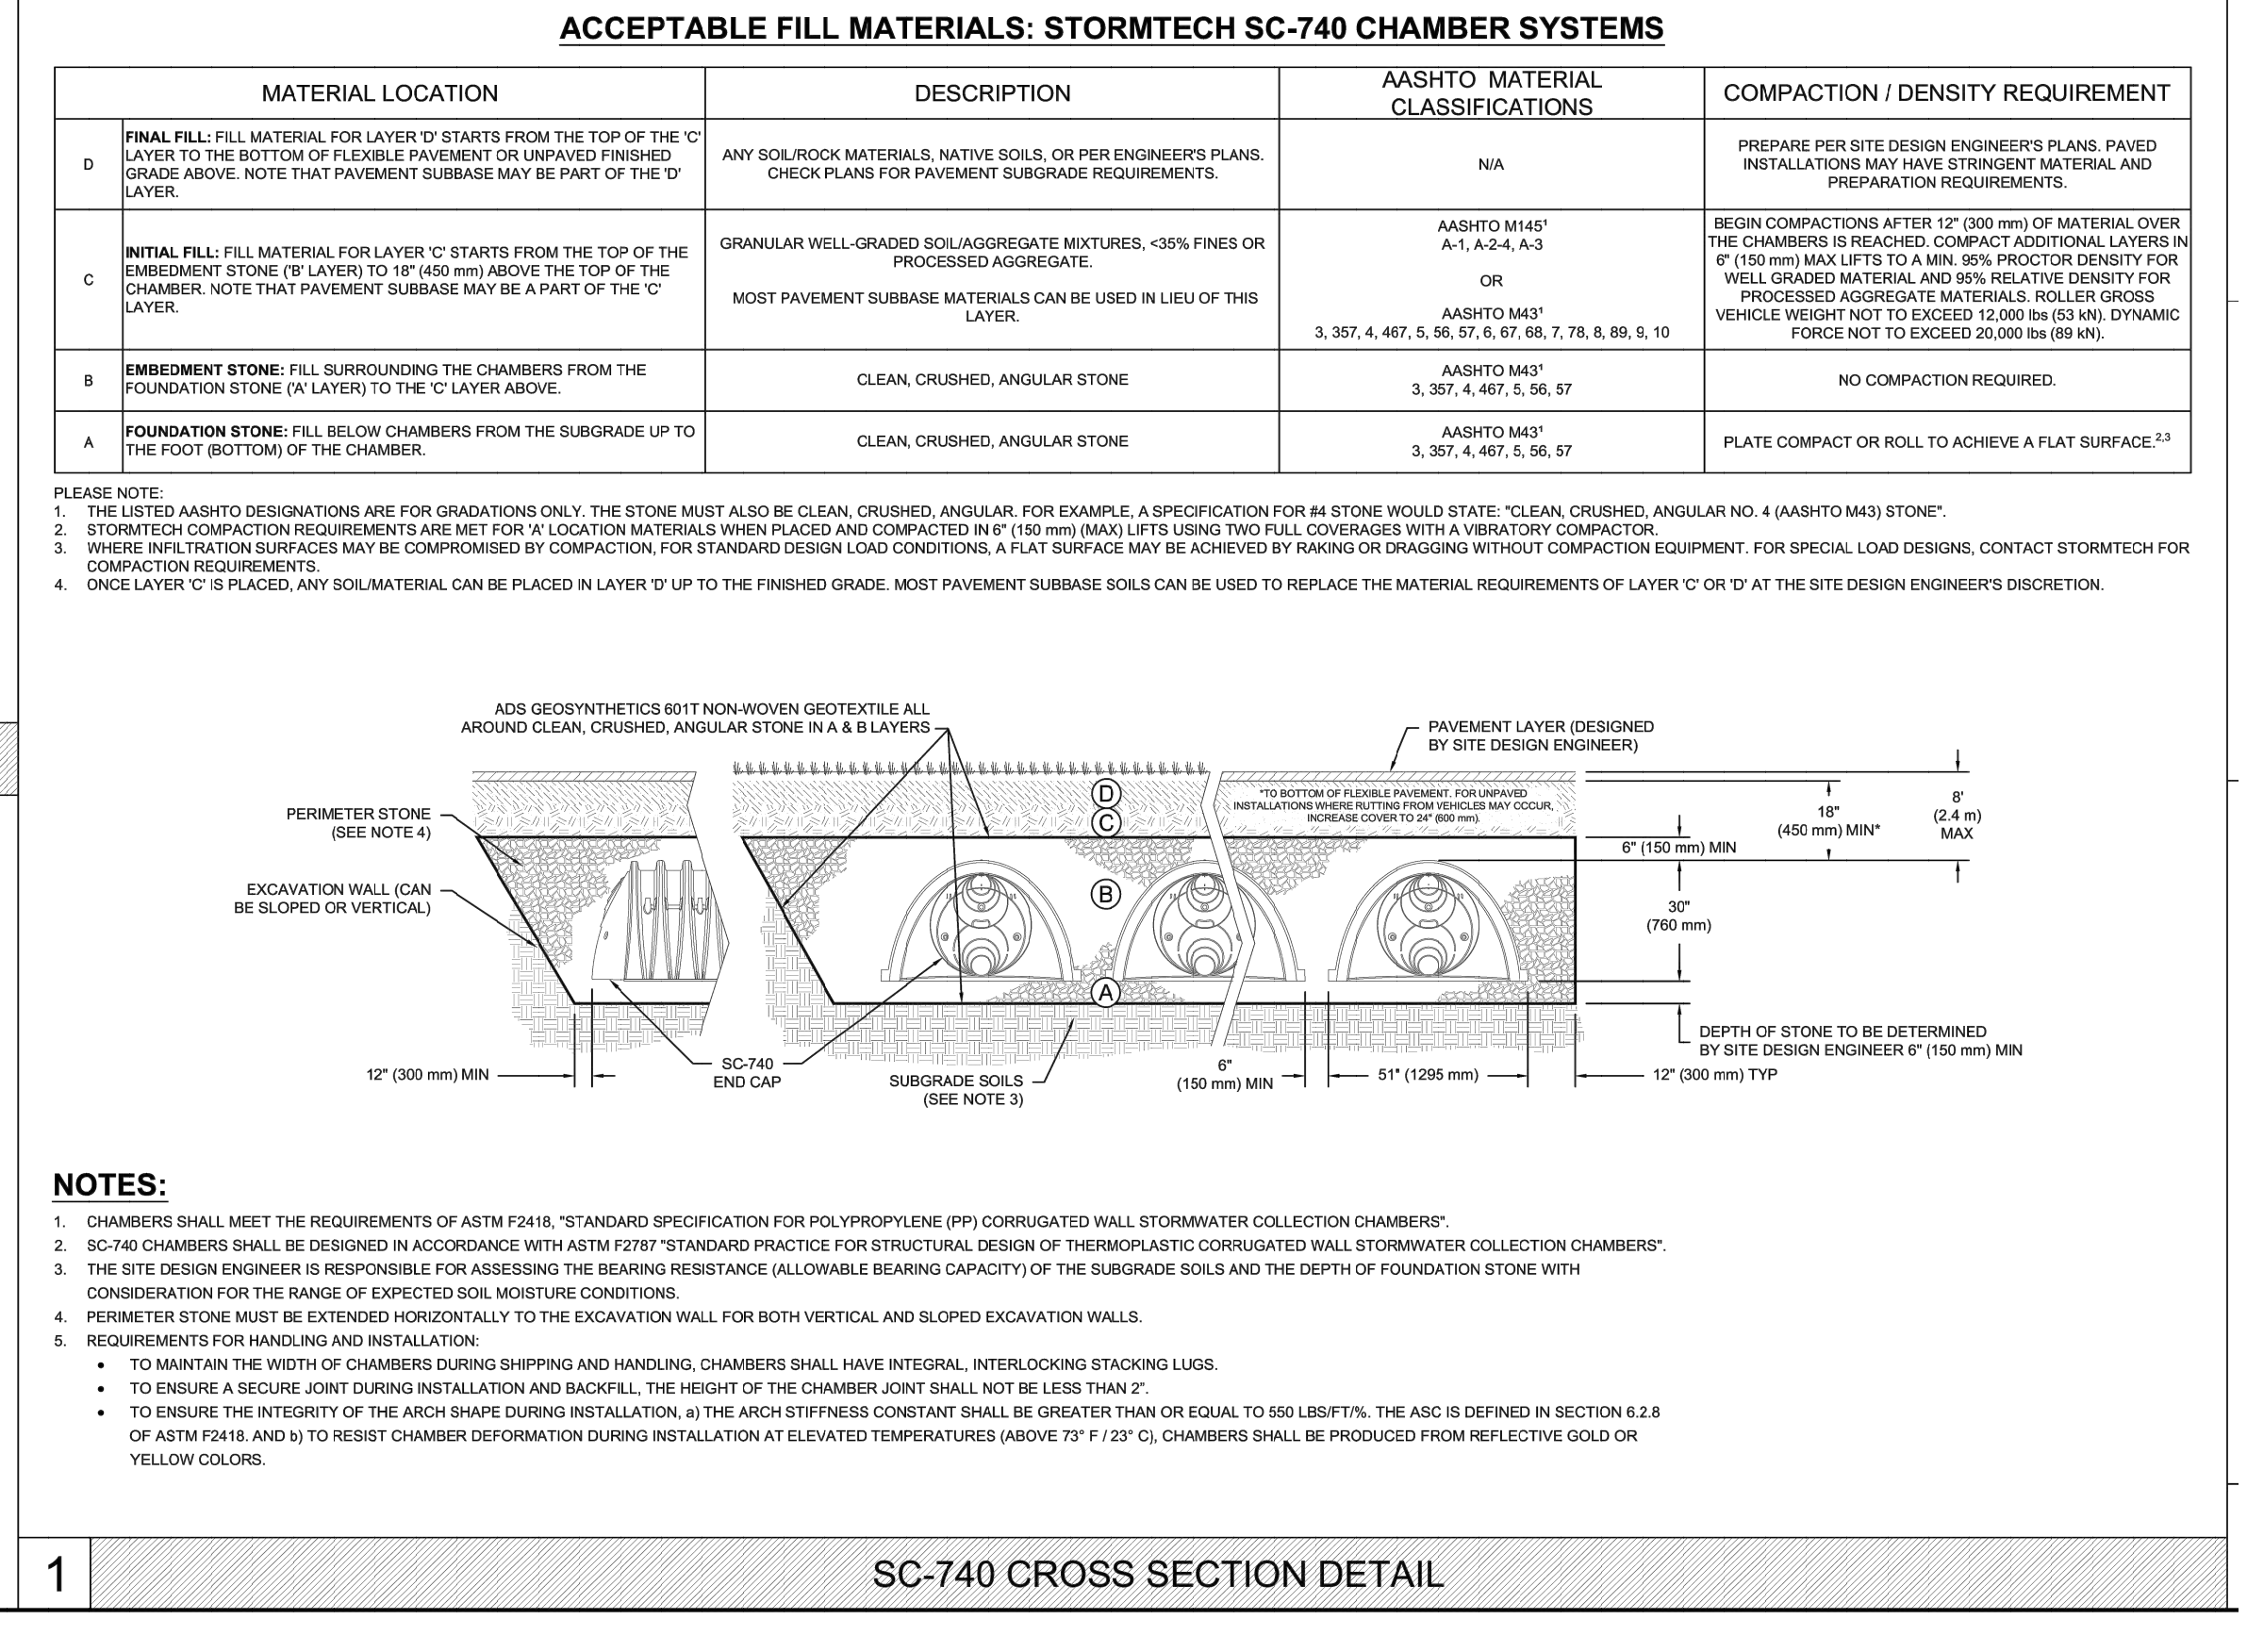 ACCEPTABLE FILL MATERIALS: STORMTECH SC-740 CHAMBER SYSTEMS
MATERIAL LOCATION
DESCRIPTION
AASHTO MATERIAL
CLASSIFICATIONS
COMPACTION / DENSITY REQUIREMENT
D
FINAL FILL: FILL MATERIAL FOR LAYER 'D' STARTS FROM THE TOP OF THE 'C'
LAYER TO THE BOTTOM OF FLEXIBLE PAVEMENT OR UNPAVED FINISHED
GRADE ABOVE. NOTE THAT PAVEMENT SUBBASE MAY BE PART OF THE 'D'
LAYER.
ANY SOIL/ROCK MATERIALS, NATIVE SOILS, OR PER ENGINEER'S PLANS.
CHECK PLANS FOR PAVEMENT SUBGRADE REQUIREMENTS.
N/A
PREPARE PER SITE DESIGN ENGINEER'S PLANS. PAVED
INSTALLATIONS MAY HAVE STRINGENT MATERIAL AND
PREPARATION REQUIREMENTS.
C
INITIAL FILL: FILL MATERIAL FOR LAYER 'C' STARTS FROM THE TOP OF THE
EMBEDMENT STONE ('B' LAYER) TO 18" (450 mm) ABOVE THE TOP OF THE
CHAMBER. NOTE THAT PAVEMENT SUBBASE MAY BE A PART OF THE 'C'
LAYER.
GRANULAR WELL-GRADED SOIL/AGGREGATE MIXTURES, <35% FINES OR
PROCESSED AGGREGATE.
MOST PAVEMENT SUBBASE MATERIALS CAN BE USED IN LIEU OF THIS
LAYER.
AASHTO M145¹
A-1, A-2-4, A-3
OR
AASHTO M43¹
3, 357, 4, 467, 5, 56, 57, 6, 67, 68, 7, 78, 8, 89, 9, 10
BEGIN COMPACTIONS AFTER 12" (300 mm) OF MATERIAL OVER
THE CHAMBERS IS REACHED. COMPACT ADDITIONAL LAYERS IN
6" (150 mm) MAX LIFTS TO A MIN. 95% PROCTOR DENSITY FOR
WELL GRADED MATERIAL AND 95% RELATIVE DENSITY FOR
PROCESSED AGGREGATE MATERIALS. ROLLER GROSS
VEHICLE WEIGHT NOT TO EXCEED 12,000 lbs (53 kN). DYNAMIC
FORCE NOT TO EXCEED 20,000 lbs (89 kN).
B
EMBEDMENT STONE: FILL SURROUNDING THE CHAMBERS FROM THE
FOUNDATION STONE ('A' LAYER) TO THE 'C' LAYER ABOVE.
CLEAN, CRUSHED, ANGULAR STONE
AASHTO M43¹
3, 357, 4, 467, 5, 56, 57
NO COMPACTION REQUIRED.
A
FOUNDATION STONE: FILL BELOW CHAMBERS FROM THE SUBGRADE UP TO
THE FOOT (BOTTOM) OF THE CHAMBER.
CLEAN, CRUSHED, ANGULAR STONE
AASHTO M43¹
3, 357, 4, 467, 5, 56, 57
PLATE COMPACT OR ROLL TO ACHIEVE A FLAT SURFACE.²,³
PLEASE NOTE:
1. THE LISTED AASHTO DESIGNATIONS ARE FOR GRADATIONS ONLY. THE STONE MUST ALSO BE CLEAN, CRUSHED, ANGULAR. FOR EXAMPLE, A SPECIFICATION FOR #4 STONE WOULD STATE: "CLEAN, CRUSHED, ANGULAR NO. 4 (AASHTO M43) STONE".
2. STORMTECH COMPACTION REQUIREMENTS ARE MET FOR 'A' LOCATION MATERIALS WHEN PLACED AND COMPACTED IN 6" (150 mm) (MAX) LIFTS USING TWO FULL COVERAGES WITH A VIBRATORY COMPACTOR.
3. WHERE INFILTRATION SURFACES MAY BE COMPROMISED BY COMPACTION, FOR STANDARD DESIGN LOAD CONDITIONS, A FLAT SURFACE MAY BE ACHIEVED BY RAKING OR DRAGGING WITHOUT COMPACTION EQUIPMENT. FOR SPECIAL LOAD DESIGNS, CONTACT STORMTECH FOR
COMPACTION REQUIREMENTS.
4. ONCE LAYER 'C' IS PLACED, ANY SOIL/MATERIAL CAN BE PLACED IN LAYER 'D' UP TO THE FINISHED GRADE. MOST PAVEMENT SUBBASE SOILS CAN BE USED TO REPLACE THE MATERIAL REQUIREMENTS OF LAYER 'C' OR 'D' AT THE SITE DESIGN ENGINEER'S DISCRETION.
ADS GEOSYNTHETICS 601T NON-WOVEN GEOTEXTILE ALL
AROUND CLEAN, CRUSHED, ANGULAR STONE IN A & B LAYERS
PAVEMENT LAYER (DESIGNED
BY SITE DESIGN ENGINEER)
PERIMETER STONE
(SEE NOTE 4)
EXCAVATION WALL (CAN
BE SLOPED OR VERTICAL)
D
C
B
A
*TO BOTTOM OF FLEXIBLE PAVEMENT. FOR UNPAVED
INSTALLATIONS WHERE RUTTING FROM VEHICLES MAY OCCUR,
INCREASE COVER TO 24" (600 mm).
18"
(450 mm) MIN*
8'
(2.4 m)
MAX
6" (150 mm) MIN
30"
(760 mm)
DEPTH OF STONE TO BE DETERMINED
BY SITE DESIGN ENGINEER 6" (150 mm) MIN
12" (300 mm) MIN
SC-740
END CAP
SUBGRADE SOILS
(SEE NOTE 3)
6"
(150 mm) MIN
51" (1295 mm)
12" (300 mm) TYP
NOTES:
1. CHAMBERS SHALL MEET THE REQUIREMENTS OF ASTM F2418, "STANDARD SPECIFICATION FOR POLYPROPYLENE (PP) CORRUGATED WALL STORMWATER COLLECTION CHAMBERS".
2. SC-740 CHAMBERS SHALL BE DESIGNED IN ACCORDANCE WITH ASTM F2787 "STANDARD PRACTICE FOR STRUCTURAL DESIGN OF THERMOPLASTIC CORRUGATED WALL STORMWATER COLLECTION CHAMBERS".
3. THE SITE DESIGN ENGINEER IS RESPONSIBLE FOR ASSESSING THE BEARING RESISTANCE (ALLOWABLE BEARING CAPACITY) OF THE SUBGRADE SOILS AND THE DEPTH OF FOUNDATION STONE WITH
CONSIDERATION FOR THE RANGE OF EXPECTED SOIL MOISTURE CONDITIONS.
4. PERIMETER STONE MUST BE EXTENDED HORIZONTALLY TO THE EXCAVATION WALL FOR BOTH VERTICAL AND SLOPED EXCAVATION WALLS.
5. REQUIREMENTS FOR HANDLING AND INSTALLATION:
• TO MAINTAIN THE WIDTH OF CHAMBERS DURING SHIPPING AND HANDLING, CHAMBERS SHALL HAVE INTEGRAL, INTERLOCKING STACKING LUGS.
• TO ENSURE A SECURE JOINT DURING INSTALLATION AND BACKFILL, THE HEIGHT OF THE CHAMBER JOINT SHALL NOT BE LESS THAN 2".
• TO ENSURE THE INTEGRITY OF THE ARCH SHAPE DURING INSTALLATION, a) THE ARCH STIFFNESS CONSTANT SHALL BE GREATER THAN OR EQUAL TO 550 LBS/FT/%. THE ASC IS DEFINED IN SECTION 6.2.8
OF ASTM F2418. AND b) TO RESIST CHAMBER DEFORMATION DURING INSTALLATION AT ELEVATED TEMPERATURES (ABOVE 73° F / 23° C), CHAMBERS SHALL BE PRODUCED FROM REFLECTIVE GOLD OR
YELLOW COLORS.
1
SC-740 CROSS SECTION DETAIL